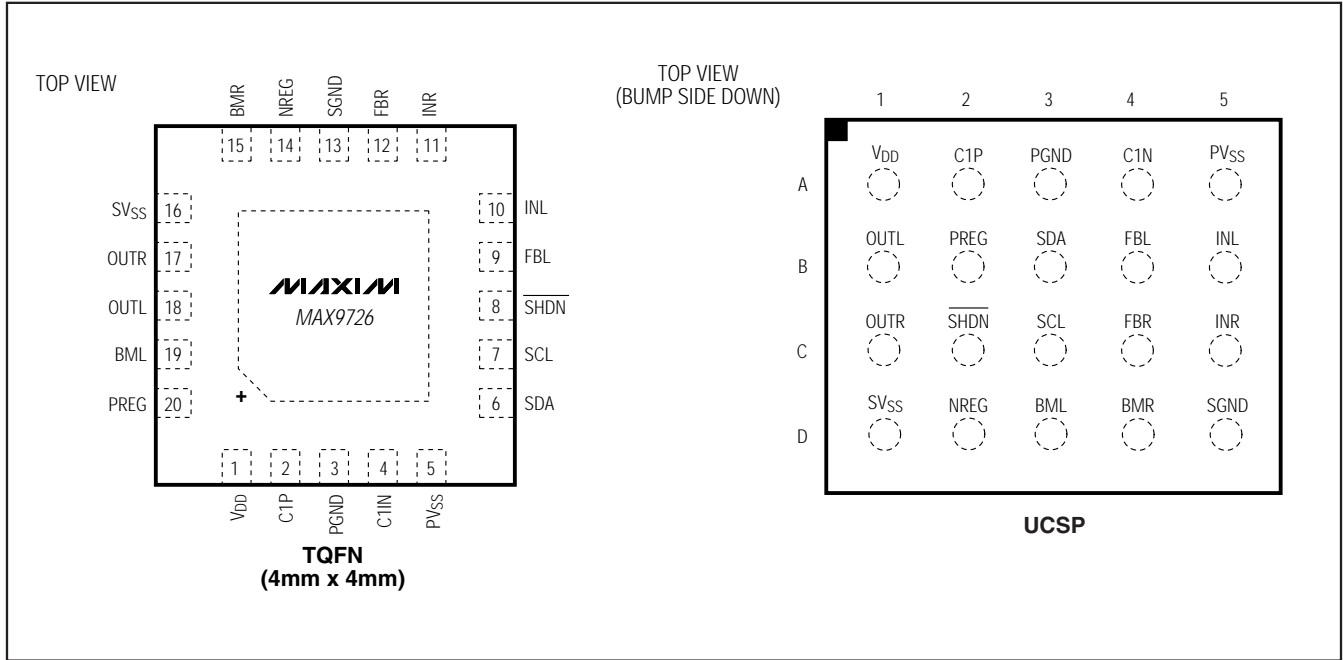 TOP VIEW
BMR
NREG
SGND
FBR
INR
15 14 13 12 11
SVSS 16
OUTR 17
OUTL 18
BML 19
PREG 20
10 INL
9 FBL
8 SHDN
7 SCL
6 SDA
MAXIM
MAX9726
+
1 2 3 4 5
VDD
C1P
PGND
C1IN
PVSS
TQFN
(4mm x 4mm)
TOP VIEW
(BUMP SIDE DOWN)
1 2 3 4 5
A
VDD C1P PGND C1N PVSS
B
OUTL PREG SDA FBL INL
C
OUTR SHDN SCL FBR INR
D
SVSS NREG BML BMR SGND
UCSP